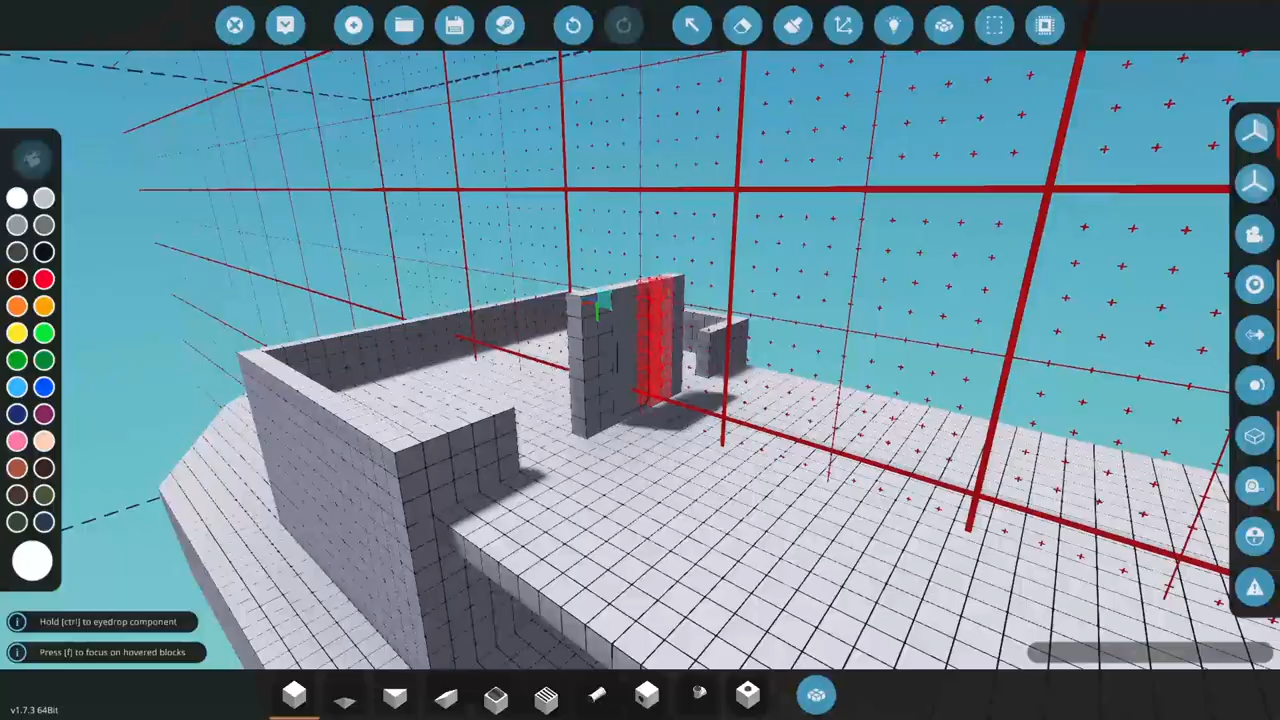 Hold [ctrl] to eyedrop component
Press [f] to focus on hovered blocks
v1.7.3 64Bit